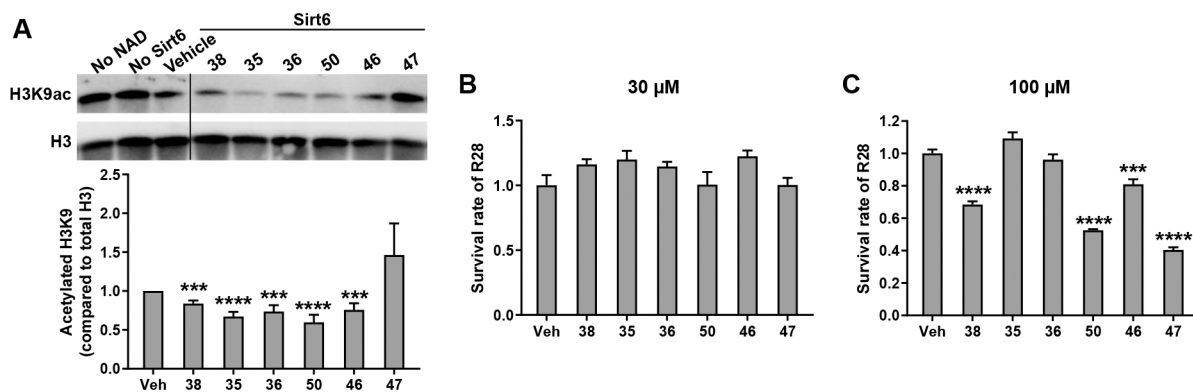 A
Sirt6
No NAD
No Sirt6
Vehicle
38 35 36 50 46 47
H3K9ac
H3
Acetylated H3K9
(compared to total H3)
2.5
2.0
1.5
1.0
0.5
0.0
*** **** *** **** ***
Veh 38 35 36 50 46 47
B
30 µM
Survival rate of R28
1.5
1.0
0.5
0.0
Veh 38 35 36 50 46 47
C
100 µM
Survival rate of R28
1.2
1.0
0.8
0.6
0.4
0.2
0.0
**** **** *** ****
Veh 38 35 36 50 46 47